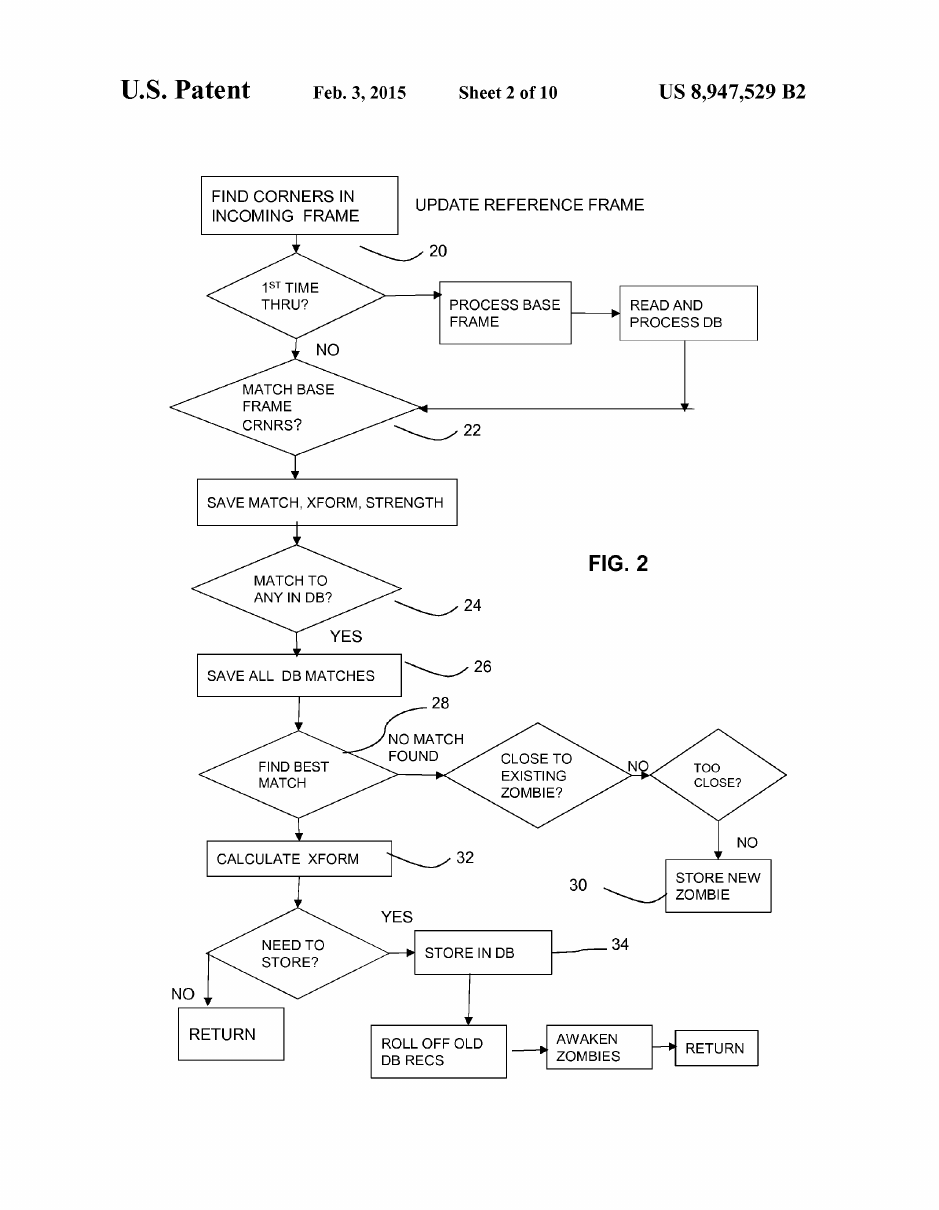 U.S. Patent Feb. 3, 2015 Sheet 2 of 10 US 8,947,529 B2
FIND CORNERS IN
INCOMING FRAME
UPDATE REFERENCE FRAME
20
1ST TIME
THRU?
PROCESS BASE
FRAME
READ AND
PROCESS DB
NO
MATCH BASE
FRAME
CRNRS?
22
SAVE MATCH, XFORM, STRENGTH
FIG. 2
MATCH TO
ANY IN DB?
24
YES
SAVE ALL DB MATCHES
26
28
NO MATCH
FOUND
FIND BEST
MATCH
CLOSE TO
EXISTING
ZOMBIE?
NO
TOO
CLOSE?
NO
CALCULATE XFORM
32
30
STORE NEW
ZOMBIE
YES
NEED TO
STORE?
STORE IN DB
34
NO
RETURN
ROLL OFF OLD
DB RECS
AWAKEN
ZOMBIES
RETURN